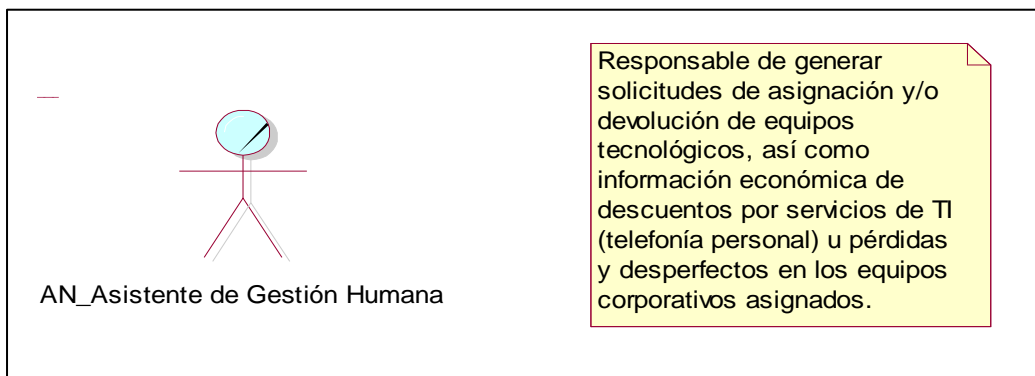 Responsable de generar
solicitudes de asignación y/o
devolución de equipos
tecnológicos, así como
información económica de
descuentos por servicios de TI
(telefonía personal) u pérdidas
y desperfectos en los equipos
corporativos asignados.
AN_Asistente de Gestión Humana